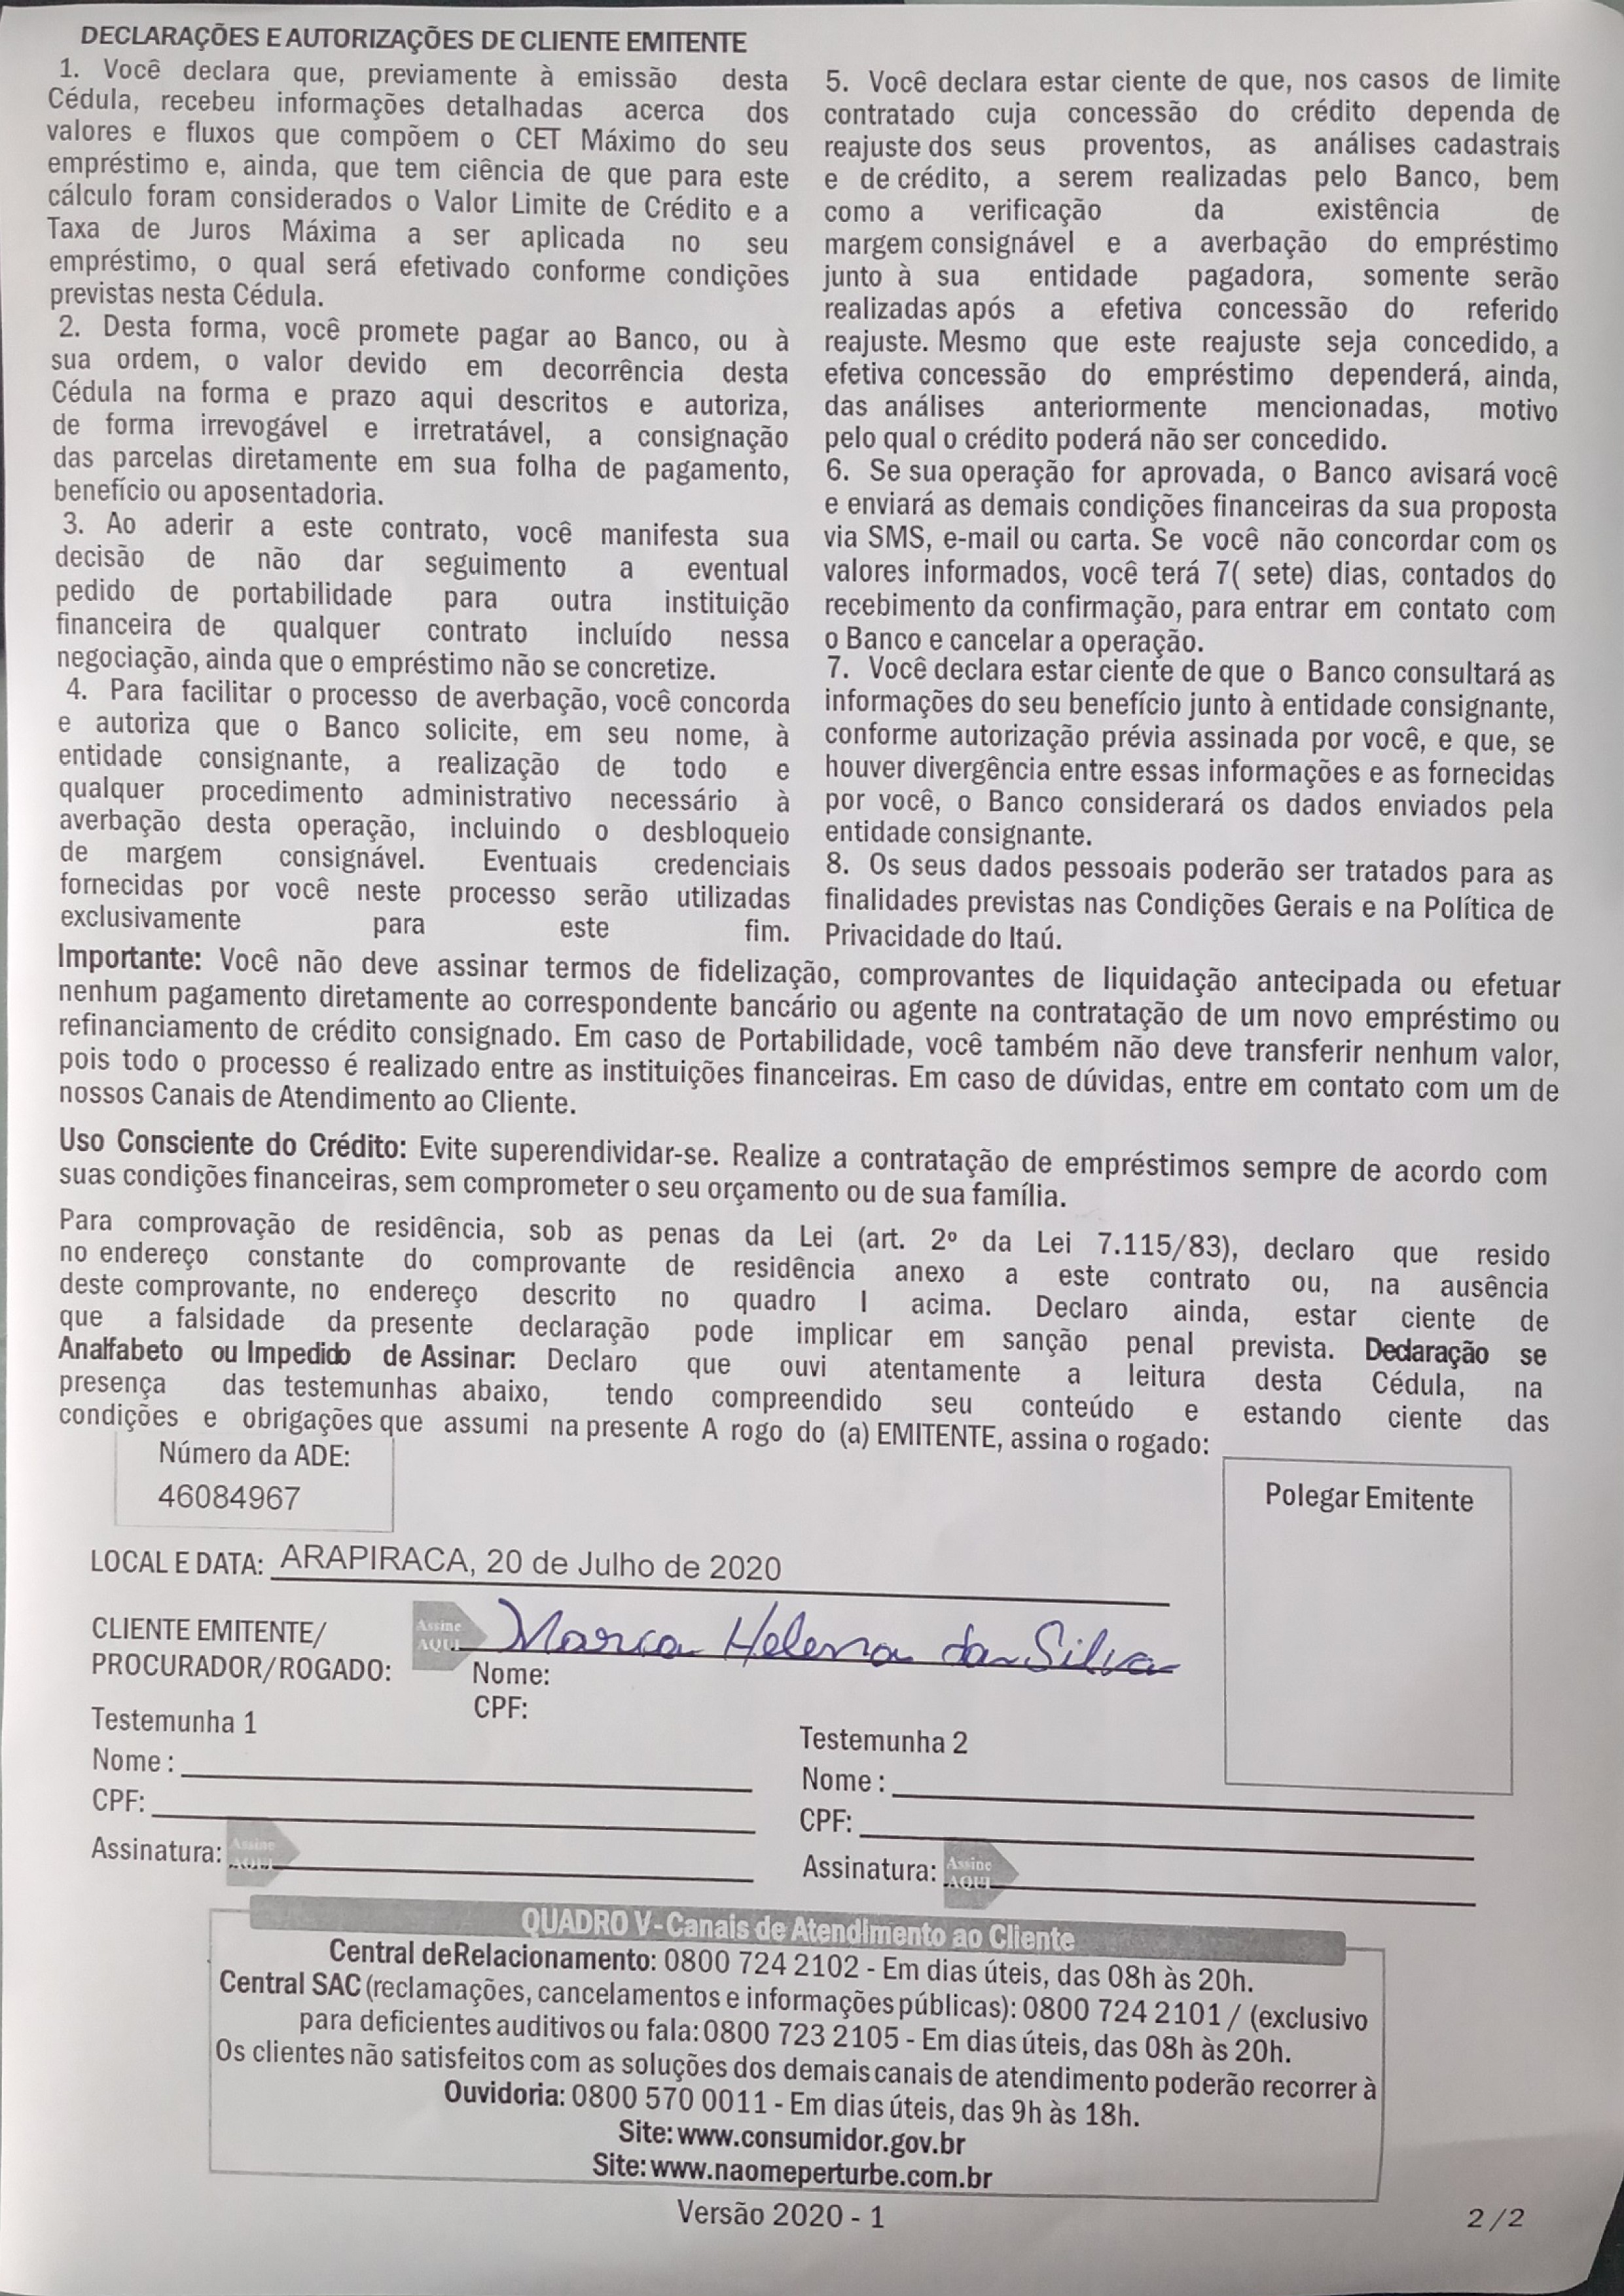 DECLARAÇÕES E AUTORIZAÇÕES DE CLIENTE EMITENTE
1. Você declara que, previamente à emissão desta
Cédula, recebeu informações detalhadas acerca dos
valores e fluxos que compõem o CET Máximo do seu
empréstimo e, ainda, que tem ciência de que para este
cálculo foram considerados o Valor Limite de Crédito e a
Taxa de Juros Máxima a ser aplicada no seu
empréstimo, o qual será efetivado conforme condições
previstas nesta Cédula.
2. Desta forma, você promete pagar ao Banco, ou à
sua ordem, o valor devido em decorrência desta
Cédula na forma e prazo aqui descritos e autoriza,
de forma irrevogável e irretratável, a consignação
das parcelas diretamente em sua folha de pagamento,
benefício ou aposentadoria.
3. Ao aderir a este contrato, você manifesta sua
decisão de não dar seguimento a eventual
pedido de portabilidade para outra instituição
financeira de qualquer contrato incluído nessa
negociação, ainda que o empréstimo não se concretize.
4. Para facilitar o processo de averbação, você concorda
e autoriza que o Banco solicite, em seu nome, à
entidade consignante, a realização de todo e
qualquer procedimento administrativo necessário à
averbação desta operação, incluindo o desbloqueio
de margem consignável. Eventuais credenciais
fornecidas por você neste processo serão utilizadas
exclusivamente para este fim.
5. Você declara estar ciente de que, nos casos de limite
contratado cuja concessão do crédito dependa de
reajuste dos seus proventos, as análises cadastrais
e de crédito, a serem realizadas pelo Banco, bem
como a verificação da existência de
margem consignável e a averbação do empréstimo
junto à sua entidade pagadora, somente serão
realizadas após a efetiva concessão do referido
reajuste. Mesmo que este reajuste seja concedido, a
efetiva concessão do empréstimo dependerá, ainda,
das análises anteriormente mencionadas, motivo
pelo qual o crédito poderá não ser concedido.
6. Se sua operação for aprovada, o Banco avisará você
e enviará as demais condições financeiras da sua proposta
via SMS, e-mail ou carta. Se você não concordar com os
valores informados, você terá 7( sete) dias, contados do
recebimento da confirmação, para entrar em contato com
o Banco e cancelar a operação.
7. Você declara estar ciente de que o Banco consultará as
informações do seu benefício junto à entidade consignante,
conforme autorização prévia assinada por você, e que, se
houver divergência entre essas informações e as fornecidas
por você, o Banco considerará os dados enviados pela
entidade consignante.
8. Os seus dados pessoais poderão ser tratados para as
finalidades previstas nas Condições Gerais e na Política de
Privacidade do Itaú.
Importante: Você não deve assinar termos de fidelização, comprovantes de liquidação antecipada ou efetuar
nenhum pagamento diretamente ao correspondente bancário ou agente na contratação de um novo empréstimo ou
refinanciamento de crédito consignado. Em caso de Portabilidade, você também não deve transferir nenhum valor,
pois todo o processo é realizado entre as instituições financeiras. Em caso de dúvidas, entre em contato com um de
nossos Canais de Atendimento ao Cliente.
Uso Consciente do Crédito: Evite superendividar-se. Realize a contratação de empréstimos sempre de acordo com
suas condições financeiras, sem comprometer o seu orçamento ou de sua família.
Para comprovação de residência, sob as penas da Lei (art. 2º da Lei 7.115/83), declaro que resido
no endereço constante do comprovante de residência anexo a este contrato ou, na ausência
deste comprovante, no endereço descrito no quadro I acima. Declaro ainda, estar ciente de
que a falsidade da presente declaração pode implicar em sanção penal prevista. Declaração se
Analfabeto ou Impedido de Assinar: Declaro que ouvi atentamente a leitura desta Cédula, na
presença das testemunhas abaixo, tendo compreendido seu conteúdo e estando ciente das
condições e obrigações que assumi na presente A rogo do (a) EMITENTE, assina o rogado:
Número da ADE:
46084967
Polegar Emitente
LOCAL E DATA: ARAPIRACA, 20 de Julho de 2020
CLIENTE EMITENTE/
PROCURADOR/ROGADO:
Assine
AQUI
Maria Helena da Silva
Nome:
CPF:
Testemunha 1
Nome :
CPF:
Assinatura: Assine
AQUI
Testemunha 2
Nome :
CPF:
Assinatura: Assine
AQUI
QUADRO V - Canais de Atendimento ao Cliente
Central de Relacionamento: 0800 724 2102 - Em dias úteis, das 08h às 20h.
Central SAC (reclamações, cancelamentos e informações públicas): 0800 724 2101 / (exclusivo
para deficientes auditivos ou fala: 0800 723 2105 - Em dias úteis, das 08h às 20h.
Os clientes não satisfeitos com as soluções dos demais canais de atendimento poderão recorrer à
Ouvidoria: 0800 570 0011 - Em dias úteis, das 9h às 18h.
Site: www.consumidor.gov.br
Site: www.naomeperturbe.com.br
Versão 2020 - 1
2/2